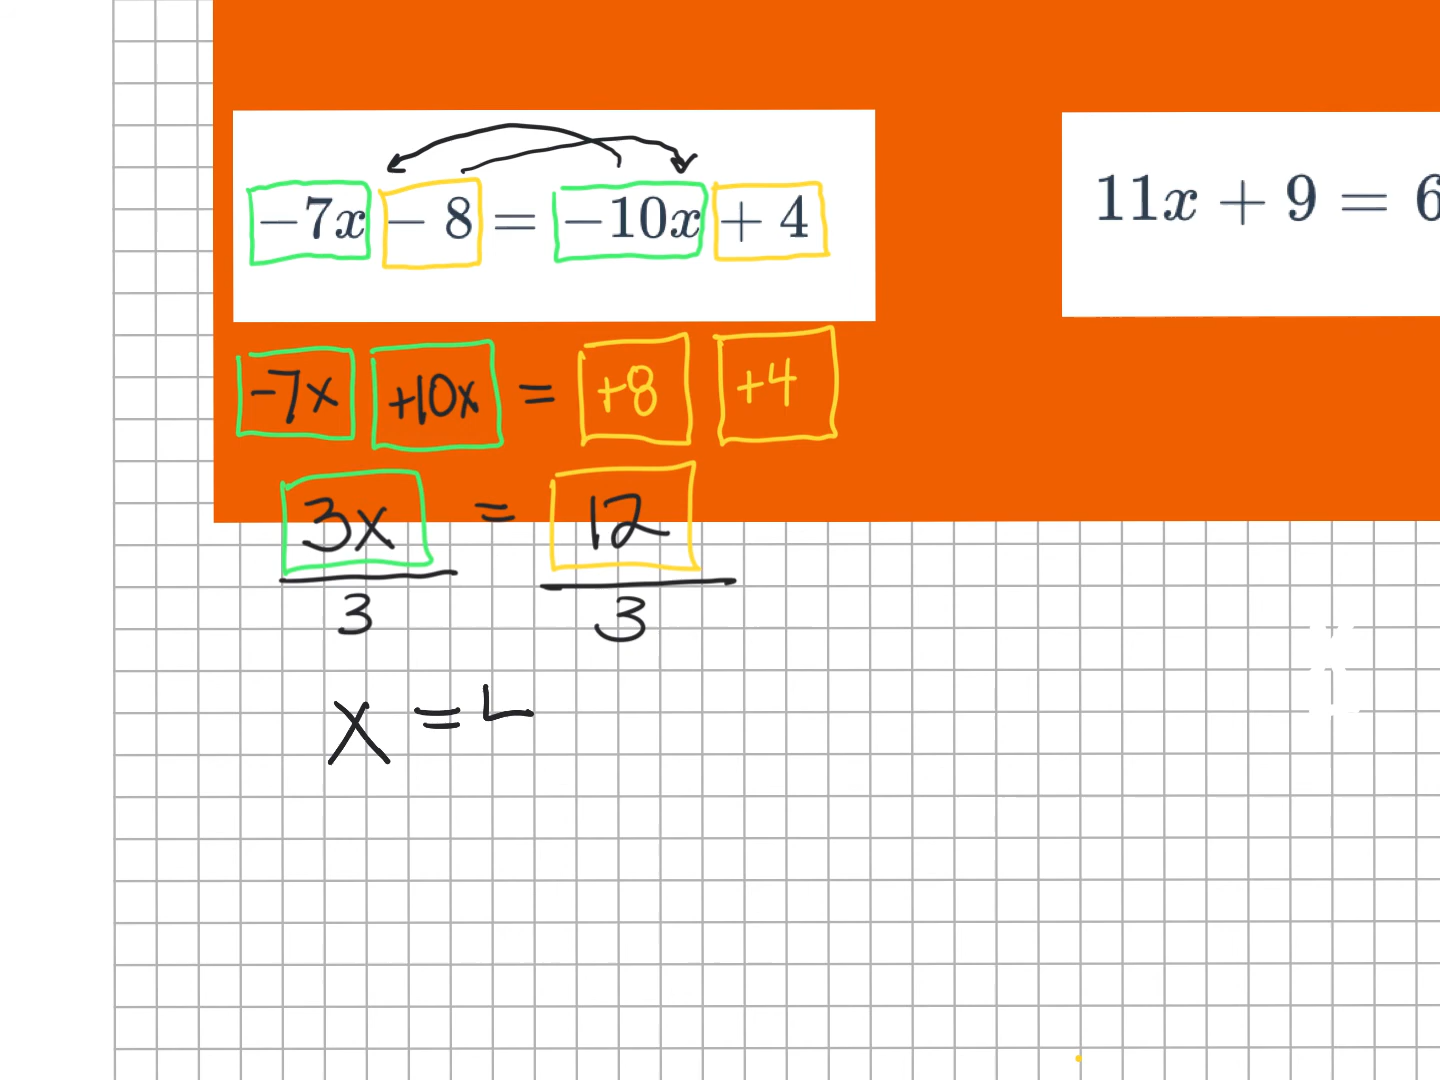 −7x − 8 = −10x + 4
11x + 9 = 6
-7x +10x = +8 +4
3x = 12
3 3
x = 4